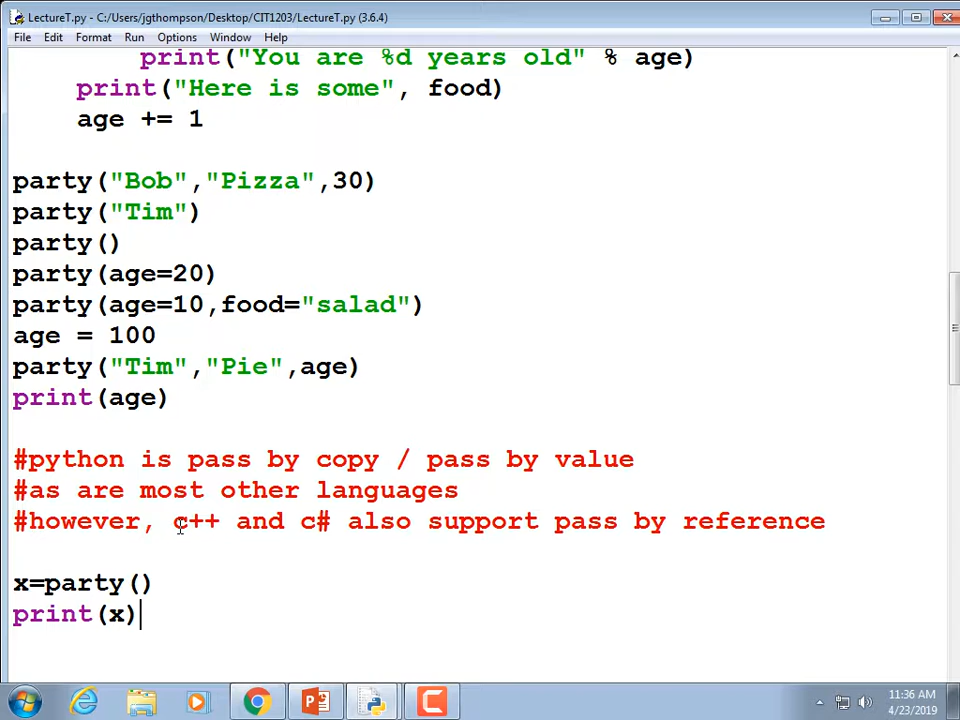 LectureT.py - C:/Users/jgthompson/Desktop/CIT1203/LectureT.py (3.6.4)
File Edit Format Run Options Window Help
        print("You are %d years old" % age)
    print("Here is some", food)
    age += 1
party("Bob","Pizza",30)
party("Tim")
party()
party(age=20)
party(age=10,food="salad")
age = 100
party("Tim","Pie",age)
print(age)
#python is pass by copy / pass by value
#as are most other languages
#however, c++ and c# also support pass by reference
x=party()
print(x)
11:36 AM
4/23/2019